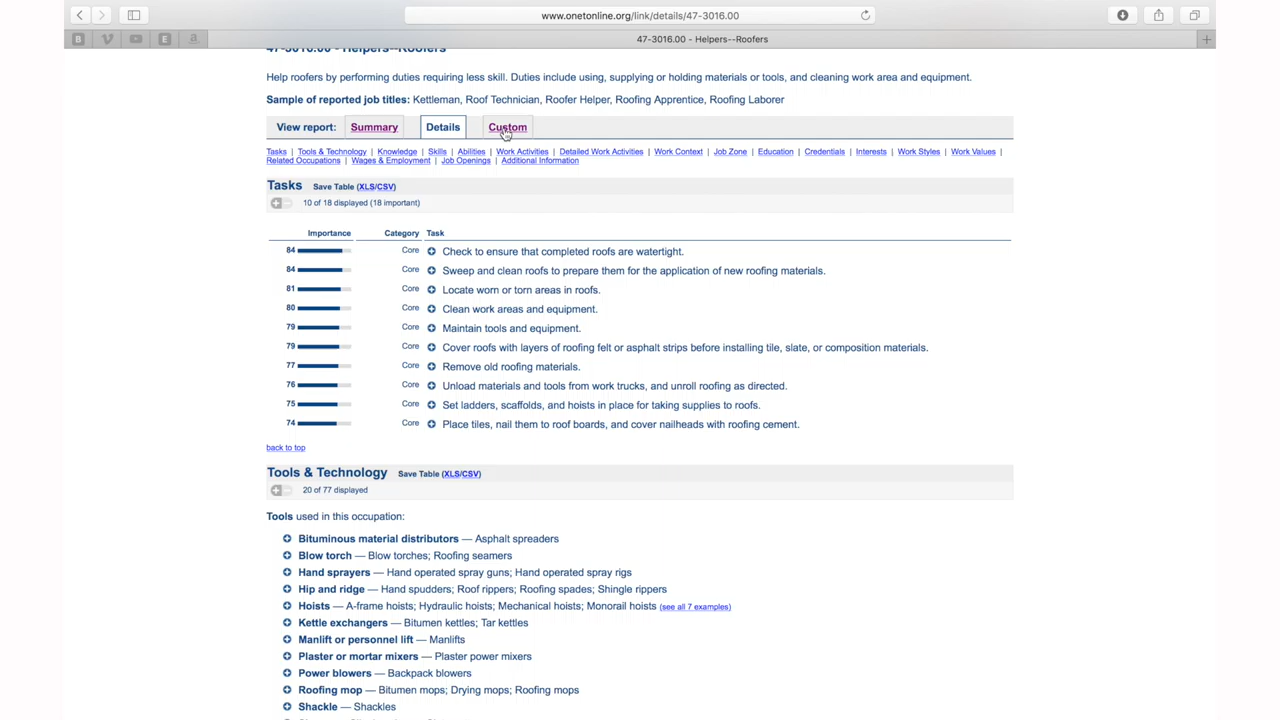 www.onetonline.org/link/details/47-3016.00
47-3016.00 - Helpers--Roofers
47-3016.00 - Helpers--Roofers
Help roofers by performing duties requiring less skill. Duties include using, supplying or holding materials or tools, and cleaning work area and equipment.
Sample of reported job titles: Kettleman, Roof Technician, Roofer Helper, Roofing Apprentice, Roofing Laborer
View report: Summary Details Custom
Tasks | Tools & Technology | Knowledge | Skills | Abilities | Work Activities | Detailed Work Activities | Work Context | Job Zone | Education | Credentials | Interests | Work Styles | Work Values |
Related Occupations | Wages & Employment | Job Openings | Additional Information
Tasks Save Table (XLS/CSV)
10 of 18 displayed (18 important)
Importance Category Task
84 Core Check to ensure that completed roofs are watertight.
84 Core Sweep and clean roofs to prepare them for the application of new roofing materials.
81 Core Locate worn or torn areas in roofs.
80 Core Clean work areas and equipment.
79 Core Maintain tools and equipment.
79 Core Cover roofs with layers of roofing felt or asphalt strips before installing tile, slate, or composition materials.
77 Core Remove old roofing materials.
76 Core Unload materials and tools from work trucks, and unroll roofing as directed.
75 Core Set ladders, scaffolds, and hoists in place for taking supplies to roofs.
74 Core Place tiles, nail them to roof boards, and cover nailheads with roofing cement.
back to top
Tools & Technology Save Table (XLS/CSV)
20 of 77 displayed
Tools used in this occupation:
Bituminous material distributors — Asphalt spreaders
Blow torch — Blow torches; Roofing seamers
Hand sprayers — Hand operated spray guns; Hand operated spray rigs
Hip and ridge — Hand spudders; Roof rippers; Roofing spades; Shingle rippers
Hoists — A-frame hoists; Hydraulic hoists; Mechanical hoists; Monorail hoists (see all 7 examples)
Kettle exchangers — Bitumen kettles; Tar kettles
Manlift or personnel lift — Manlifts
Plaster or mortar mixers — Plaster power mixers
Power blowers — Backpack blowers
Roofing mop — Bitumen mops; Drying mops; Roofing mops
Shackle — Shackles